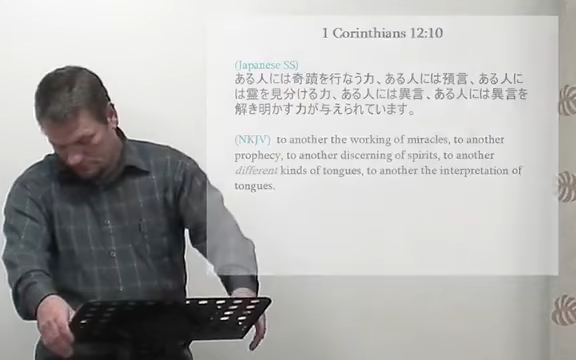 1 Corinthians 12:10
(Japanese SS)
ある人には奇蹟を行なう力、ある人には預言、ある人に
は霊を見分ける力、ある人には異言、ある人には異言を
解き明かす力が与えられています。
(NKJV) to another the working of miracles, to another
prophecy, to another discerning of spirits, to another
different kinds of tongues, to another the interpretation of
tongues.